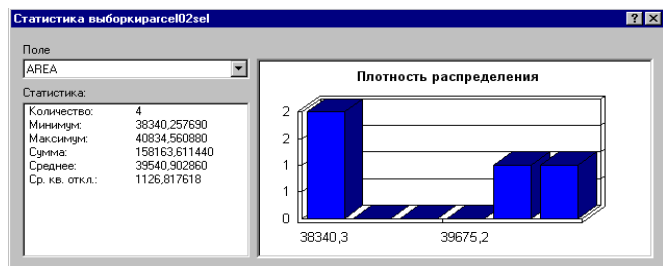 Статистика выборкиparcel02sel
Поле
AREA
Статистика:
Количество: 4
Минимум: 38340,257690
Максимум: 40834,560880
Сумма: 158163,611440
Среднее: 39540,902860
Ср. кв. откл.: 1126,817618
Плотность распределения
2
2
1
1
0
38340,3 39675,2